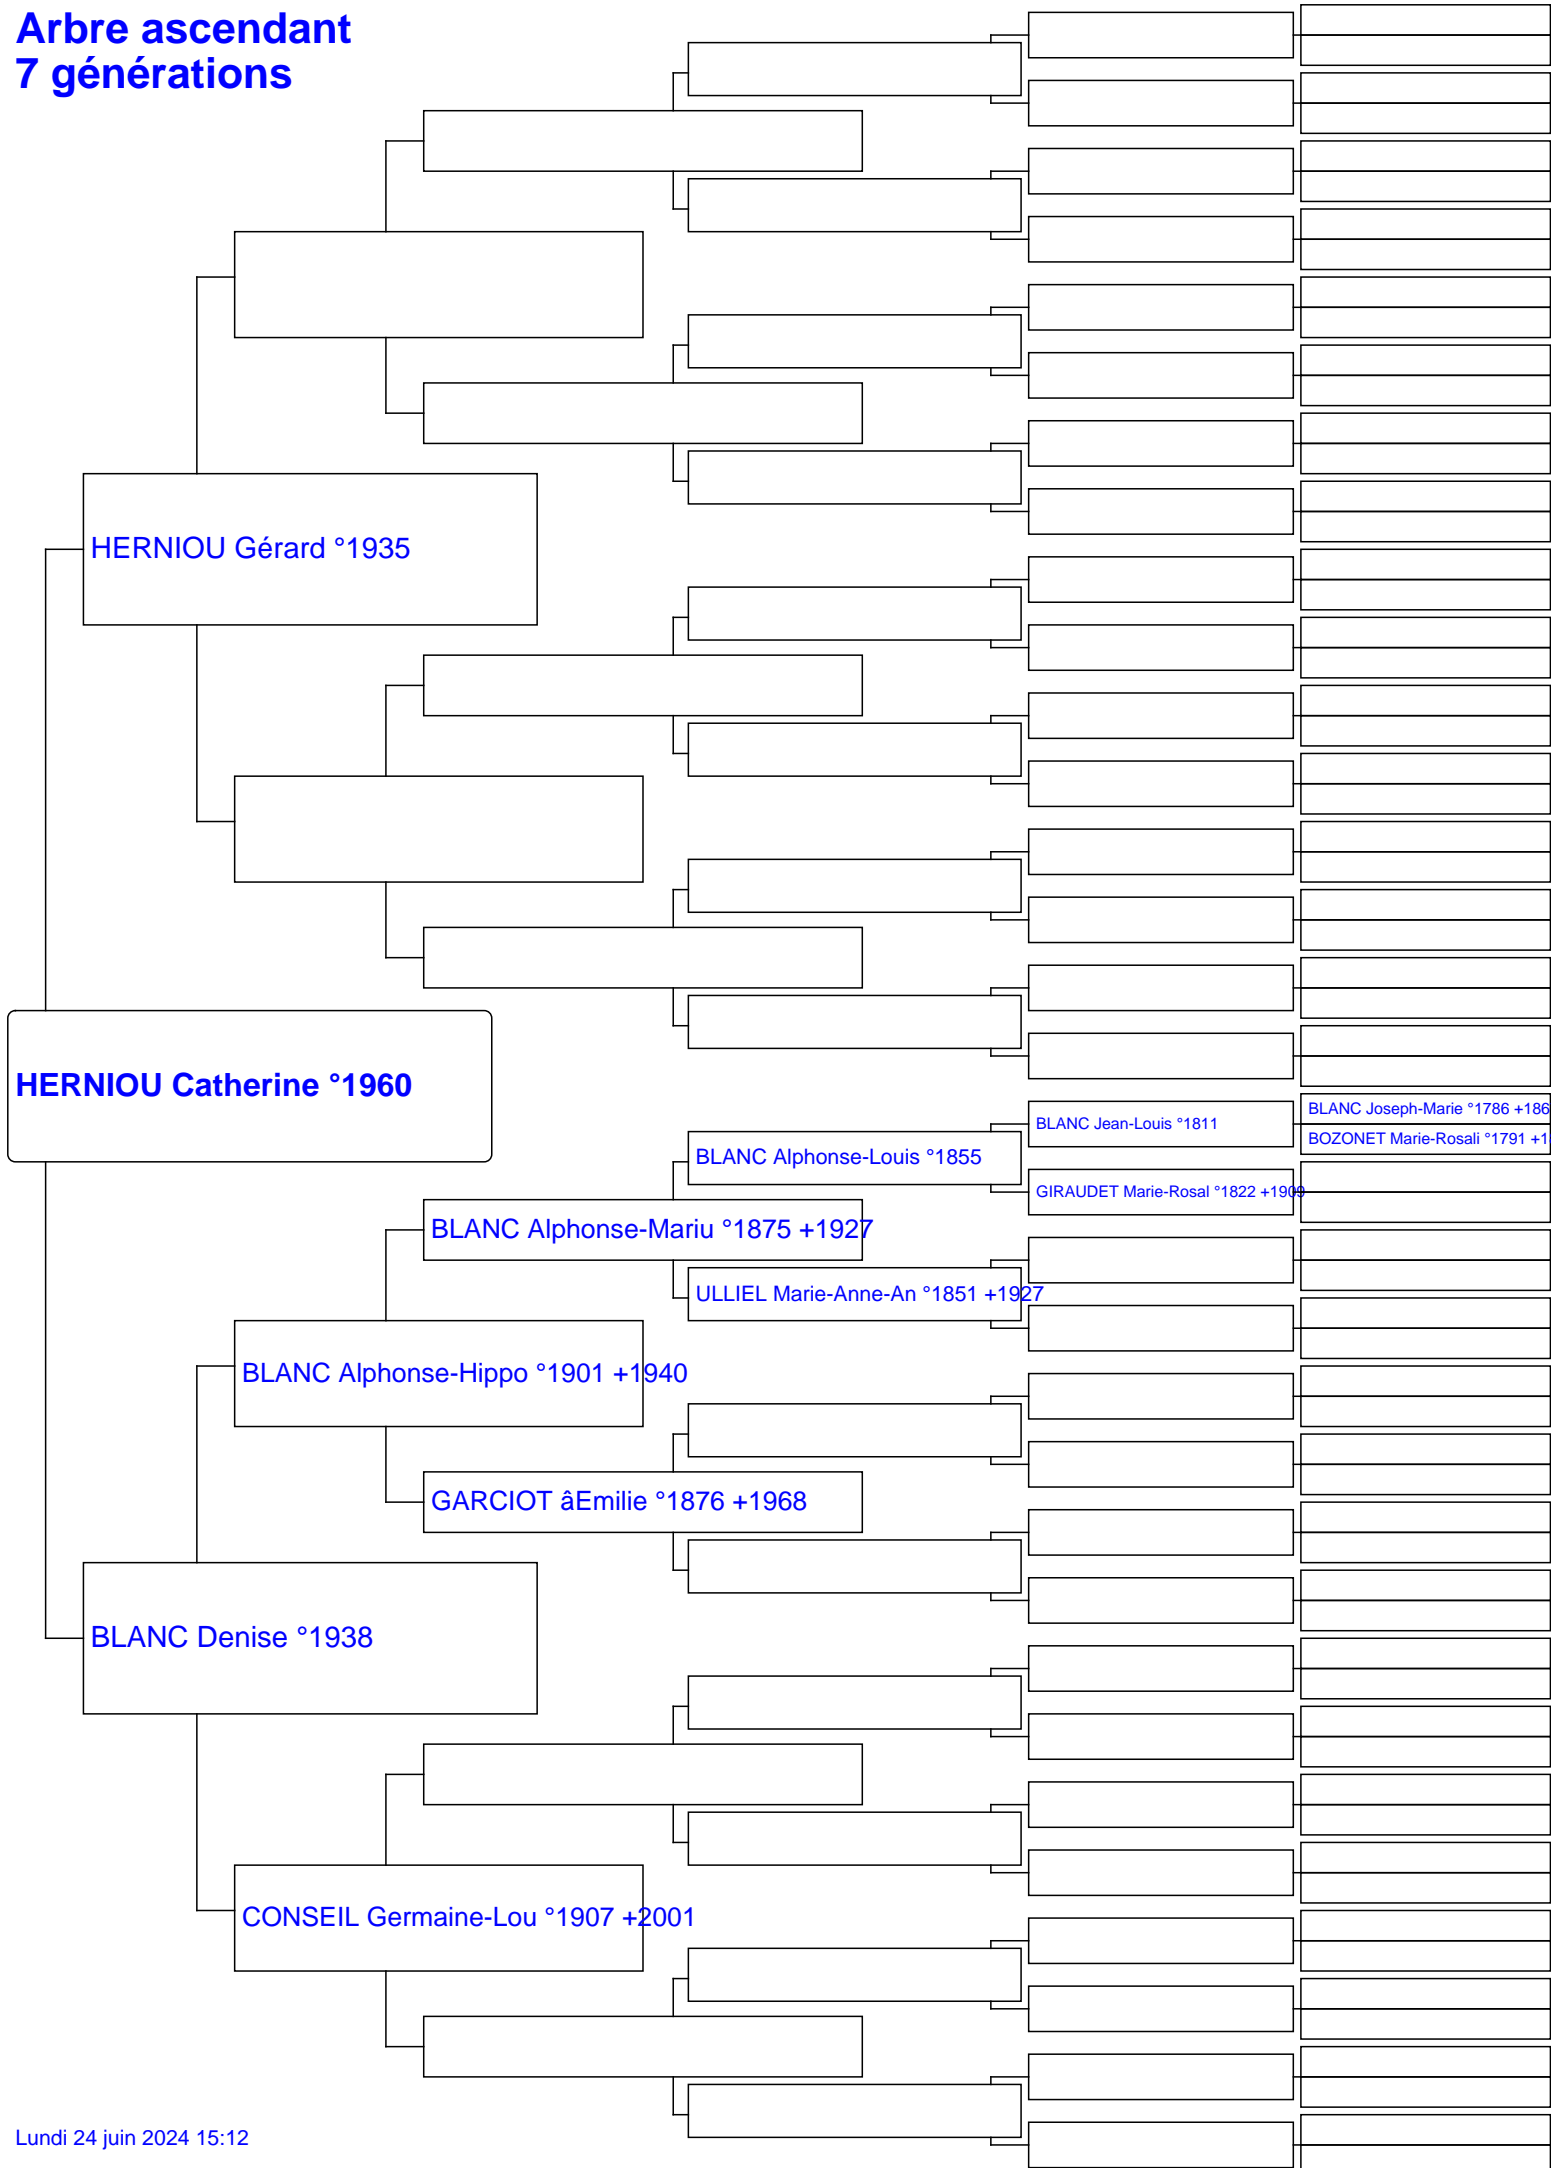 Arbre ascendant
7 générations
HERNIOU Gérard °1935
HERNIOU Catherine °1960
BLANC Joseph-Marie °1786 +186
BLANC Jean-Louis °1811
BOZONET Marie-Rosali °1791 +1
BLANC Alphonse-Louis °1855
GIRAUDET Marie-Rosal °1822 +1909
BLANC Alphonse-Mariu °1875 +1927
ULLIEL Marie-Anne-An °1851 +1927
BLANC Alphonse-Hippo °1901 +1940
GARCIOT âEmilie °1876 +1968
BLANC Denise °1938
CONSEIL Germaine-Lou °1907 +2001
Lundi 24 juin 2024 15:12